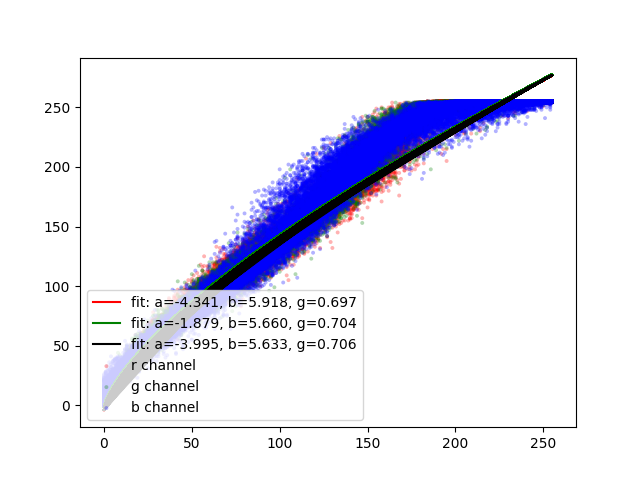 250
200
150
100
50
0
fit: a=-4.341, b=5.918, g=0.697
fit: a=-1.879, b=5.660, g=0.704
fit: a=-3.995, b=5.633, g=0.706
r channel
g channel
b channel
0 50 100 150 200 250